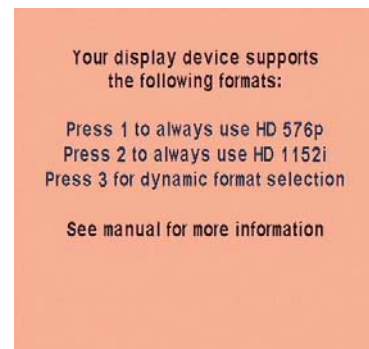 Your display device supports
the following formats:
Press 1 to always use HD 576p
Press 2 to always use HD 1152i
Press 3 for dynamic format selection
See manual for more information